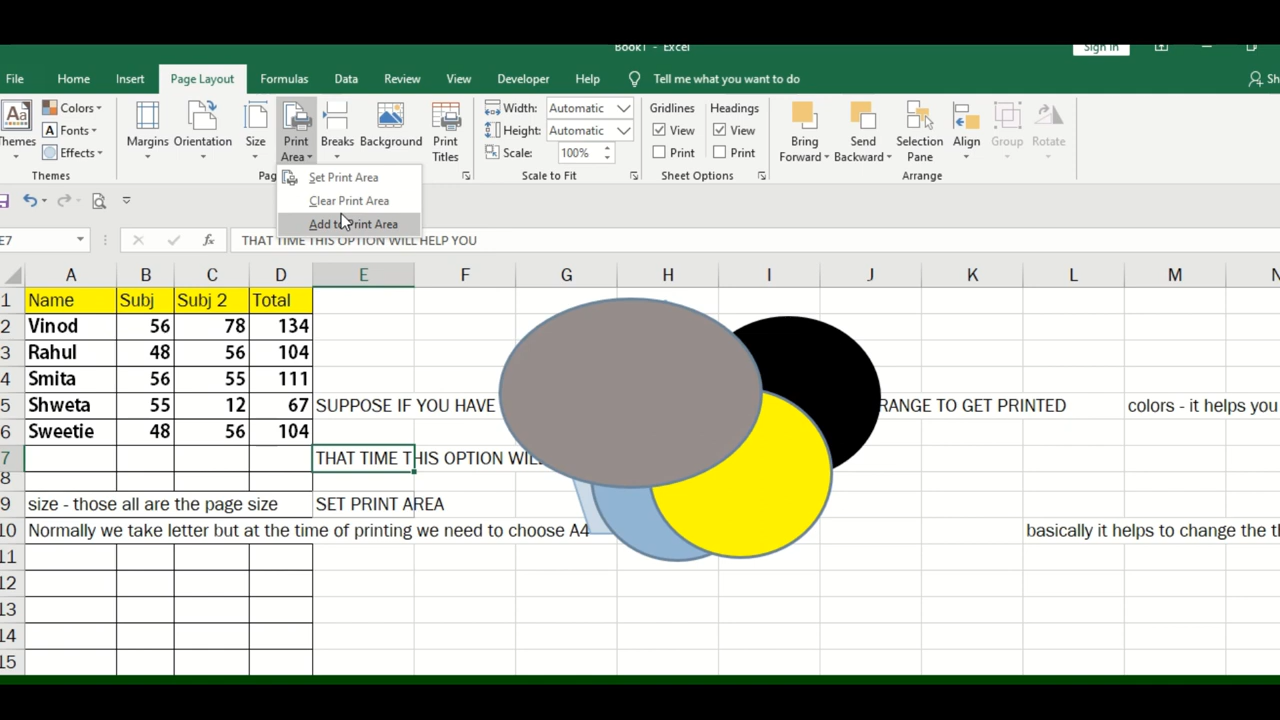 Book1 - Excel
Sign in
File Home Insert Page Layout Formulas Data Review View Developer Help Tell me what you want to do
Aa
Themes
Colors
A Fonts
Effects
Themes
Margins
Orientation
Size
Print Area
Breaks
Background
Print Titles
Width: Automatic
Height: Automatic
Scale: 100%
Scale to Fit
Gridlines Headings
View View
Print Print
Sheet Options
Bring Forward
Send Backward
Selection Pane
Align
Group
Rotate
Arrange
Set Print Area
Clear Print Area
Add to Print Area
E7 fx THAT TIME THIS OPTION WILL HELP YOU
A B C D E F G H I J K L M N
1 Name Subj Subj 2 Total
2 Vinod 56 78 134
3 Rahul 48 56 104
4 Smita 56 55 111
5 Shweta 55 12 67 SUPPOSE IF YOU HAVE RANGE TO GET PRINTED colors - it helps you
6 Sweetie 48 56 104
7 THAT TIME THIS OPTION WILL
8
9 size - those all are the page size SET PRINT AREA
10 Normally we take letter but at the time of printing we need to choose A4 basically it helps to change the
11
12
13
14
15